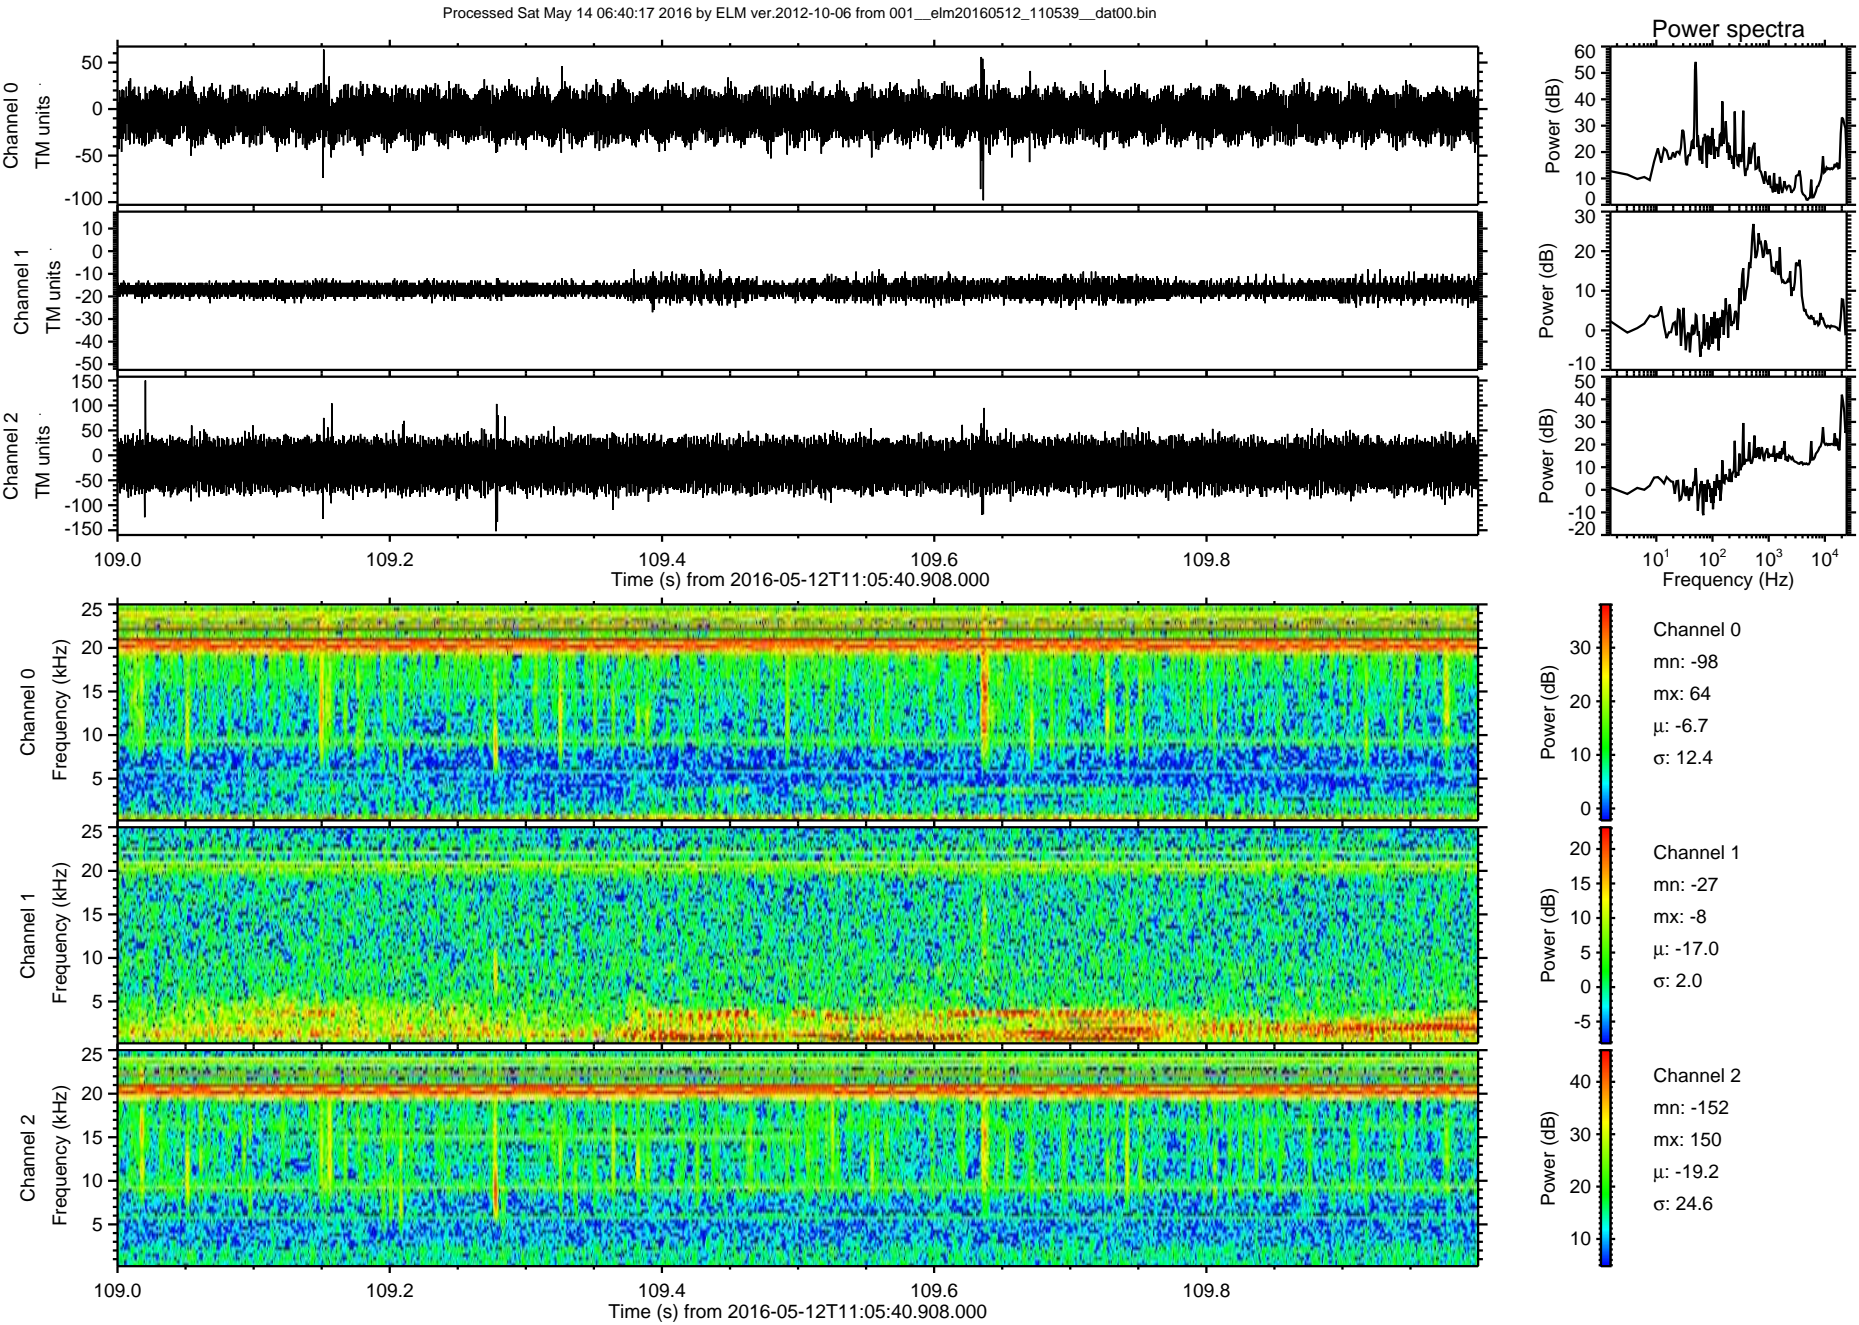 Processed Sat May 14 06:40:17 2016 by ELM ver.2012-10-06 from 001__elm20160512_110539__dat00.bin
Power spectra
Channel 0
TM units
50
0
-50
-100
Power (dB)
60
50
40
30
20
10
0
Channel 1
TM units
10
0
-10
-20
-30
-40
-50
Power (dB)
30
20
10
0
-10
Channel 2
TM units
150
100
50
0
-50
-100
-150
Power (dB)
50
40
30
20
10
0
-10
-20
109.0 109.2 109.4 109.6 109.8
Time (s) from 2016-05-12T11:05:40.908.000
10^1 10^2 10^3 10^4
Frequency (Hz)
Channel 0
Frequency (kHz)
25
20
15
10
5
Power (dB)
30
20
10
0
Channel 0
mn: -98
mx: 64
μ: -6.7
σ: 12.4
Channel 1
Frequency (kHz)
25
20
15
10
5
Power (dB)
20
15
10
5
0
-5
Channel 1
mn: -27
mx: -8
μ: -17.0
σ: 2.0
Channel 2
Frequency (kHz)
25
20
15
10
5
Power (dB)
40
30
20
10
Channel 2
mn: -152
mx: 150
μ: -19.2
σ: 24.6
109.0 109.2 109.4 109.6 109.8
Time (s) from 2016-05-12T11:05:40.908.000